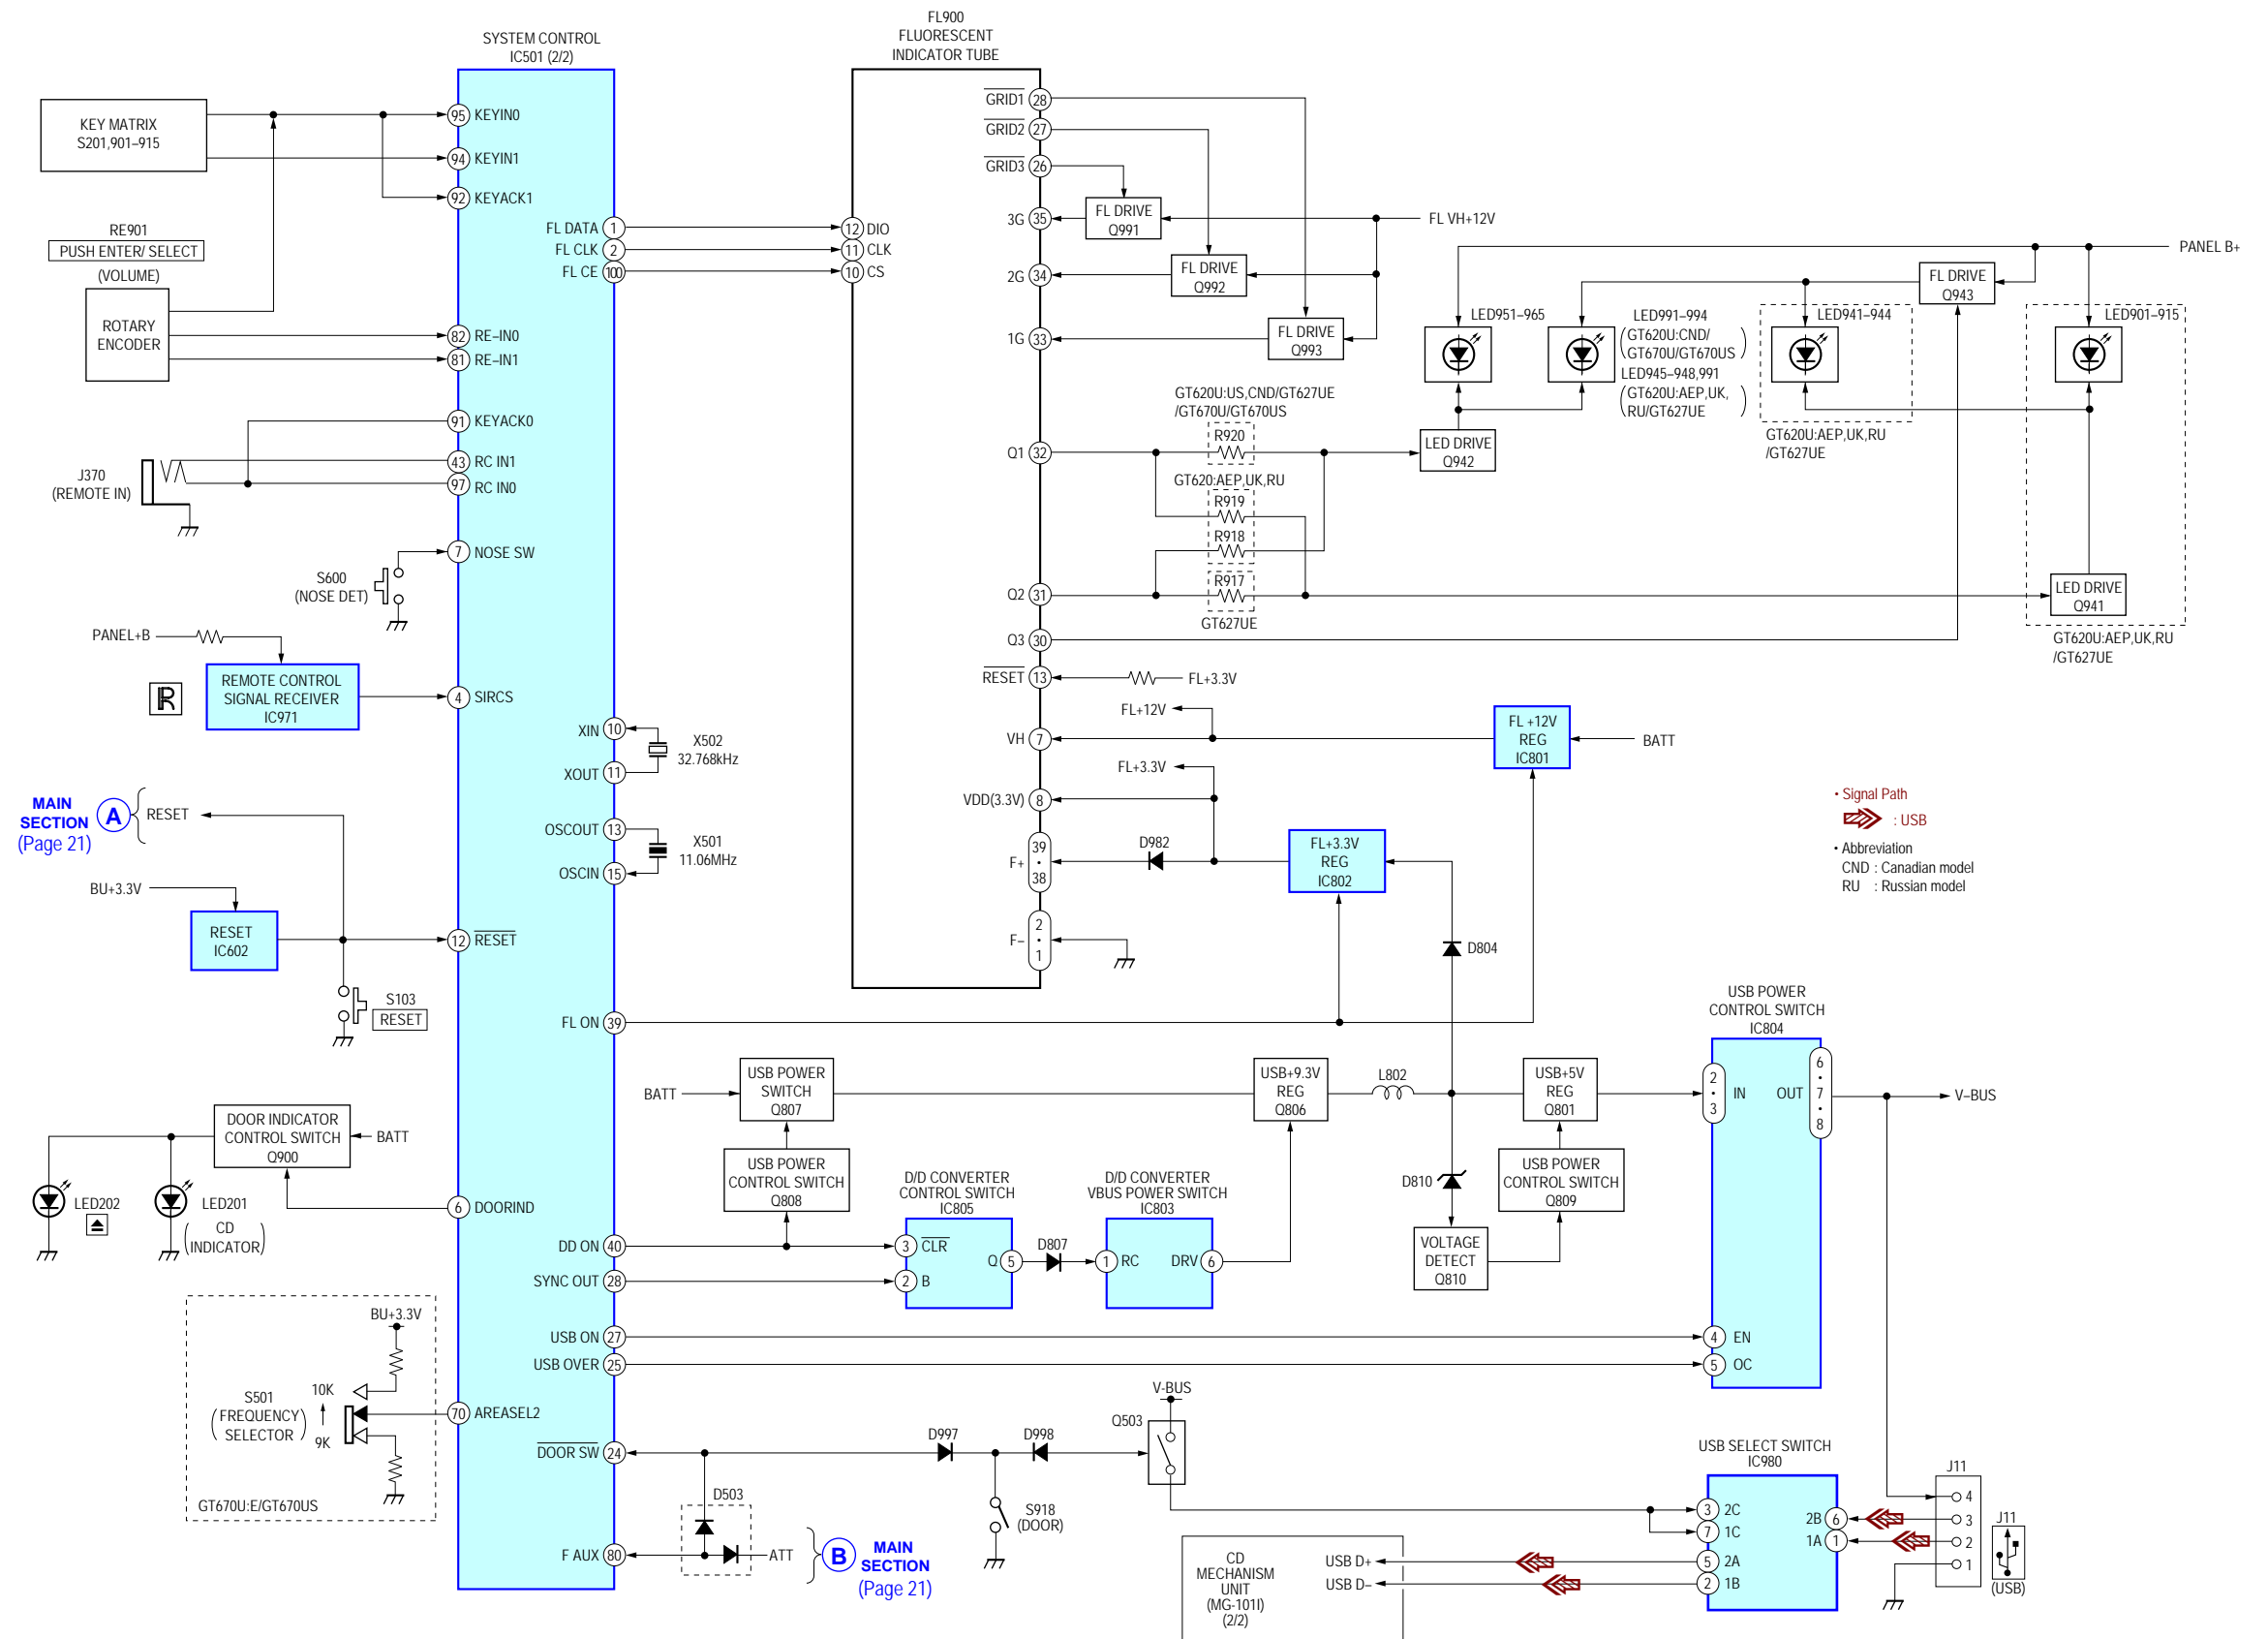 SYSTEM CONTROL
IC501 (2/2)
FL900
FLUORESCENT
INDICATOR TUBE
KEY MATRIX
S201,901–915
95 KEYIN0
94 KEYIN1
92 KEYACK1
RE901
PUSH ENTER/ SELECT
(VOLUME)
ROTARY
ENCODER
82 RE–IN0
81 RE–IN1
91 KEYACK0
43 RC IN1
97 RC IN0
J370
(REMOTE IN)
7 NOSE SW
S600
(NOSE DET)
PANEL+B
REMOTE CONTROL
SIGNAL RECEIVER
IC971
R
4 SIRCS
MAIN
SECTION
(Page 21)
A
RESET
BU+3.3V
RESET
IC602
12 RESET
S103
RESET
DOOR INDICATOR
CONTROL SWITCH
Q900
BATT
LED202
LED201
(CD
INDICATOR)
6 DOORIND
BU+3.3V
10K
9K
S501
(FREQUENCY
SELECTOR)
70 AREASEL2
GT670U:E/GT670US
FL DATA 1
FL CLK 2
FL CE 100
XIN 10
XOUT 11
X502
32.768kHz
OSCOUT 13
OSCIN 15
X501
11.06MHz
FL ON 39
DD ON 40
SYNC OUT 28
USB ON 27
USB OVER 25
DOOR SW 24
F AUX 80
12 DIO
11 CLK
10 CS
GRID1 28
GRID2 27
GRID3 26
3G 35
2G 34
1G 33
Q1 32
Q2 31
Q3 30
RESET 13
VH 7
VDD(3.3V) 8
F+ 39 • 38
F– 2 • 1
FL DRIVE
Q991
FL DRIVE
Q992
FL DRIVE
Q993
FL VH+12V
PANEL B+
FL DRIVE
Q943
LED951–965
LED991–994
(GT620U:CND/
GT670U/GT670US)
LED945–948,991
(GT620U:AEP,UK,
RU/GT627UE)
LED941–944
GT620U:AEP,UK,RU
/GT627UE
LED901–915
LED DRIVE
Q942
LED DRIVE
Q941
GT620U:AEP,UK,RU
/GT627UE
GT620U:US,CND/GT627UE
/GT670U/GT670US
R920
GT620:AEP,UK,RU
R919
R918
R917
GT627UE
FL+3.3V
FL+12V
FL +12V
REG
IC801
BATT
FL+3.3V
D982
FL+3.3V
REG
IC802
D804
• Signal Path
: USB
• Abbreviation
CND : Canadian model
RU : Russian model
BATT
USB POWER
SWITCH
Q807
USB POWER
CONTROL SWITCH
Q808
USB+9.3V
REG
Q806
L802
USB+5V
REG
Q801
USB POWER
CONTROL SWITCH
Q809
D810
VOLTAGE
DETECT
Q810
D/D CONVERTER
CONTROL SWITCH
IC805
3 CLR
2 B
Q 5
D807
D/D CONVERTER
VBUS POWER SWITCH
IC803
1 RC
DRV 6
USB POWER
CONTROL SWITCH
IC804
2 • 3 IN
OUT 6 • 7 • 8
4 EN
5 OC
V–BUS
D997
D998
S918
(DOOR)
V-BUS
Q503
D503
ATT
B
MAIN
SECTION
(Page 21)
USB SELECT SWITCH
IC980
3 2C
7 1C
5 2A
2 1B
2B 6
1A 1
J11
4
3
2
1
J11
(USB)
CD
MECHANISM
UNIT
(MG-101I)
(2/2)
USB D+
USB D–